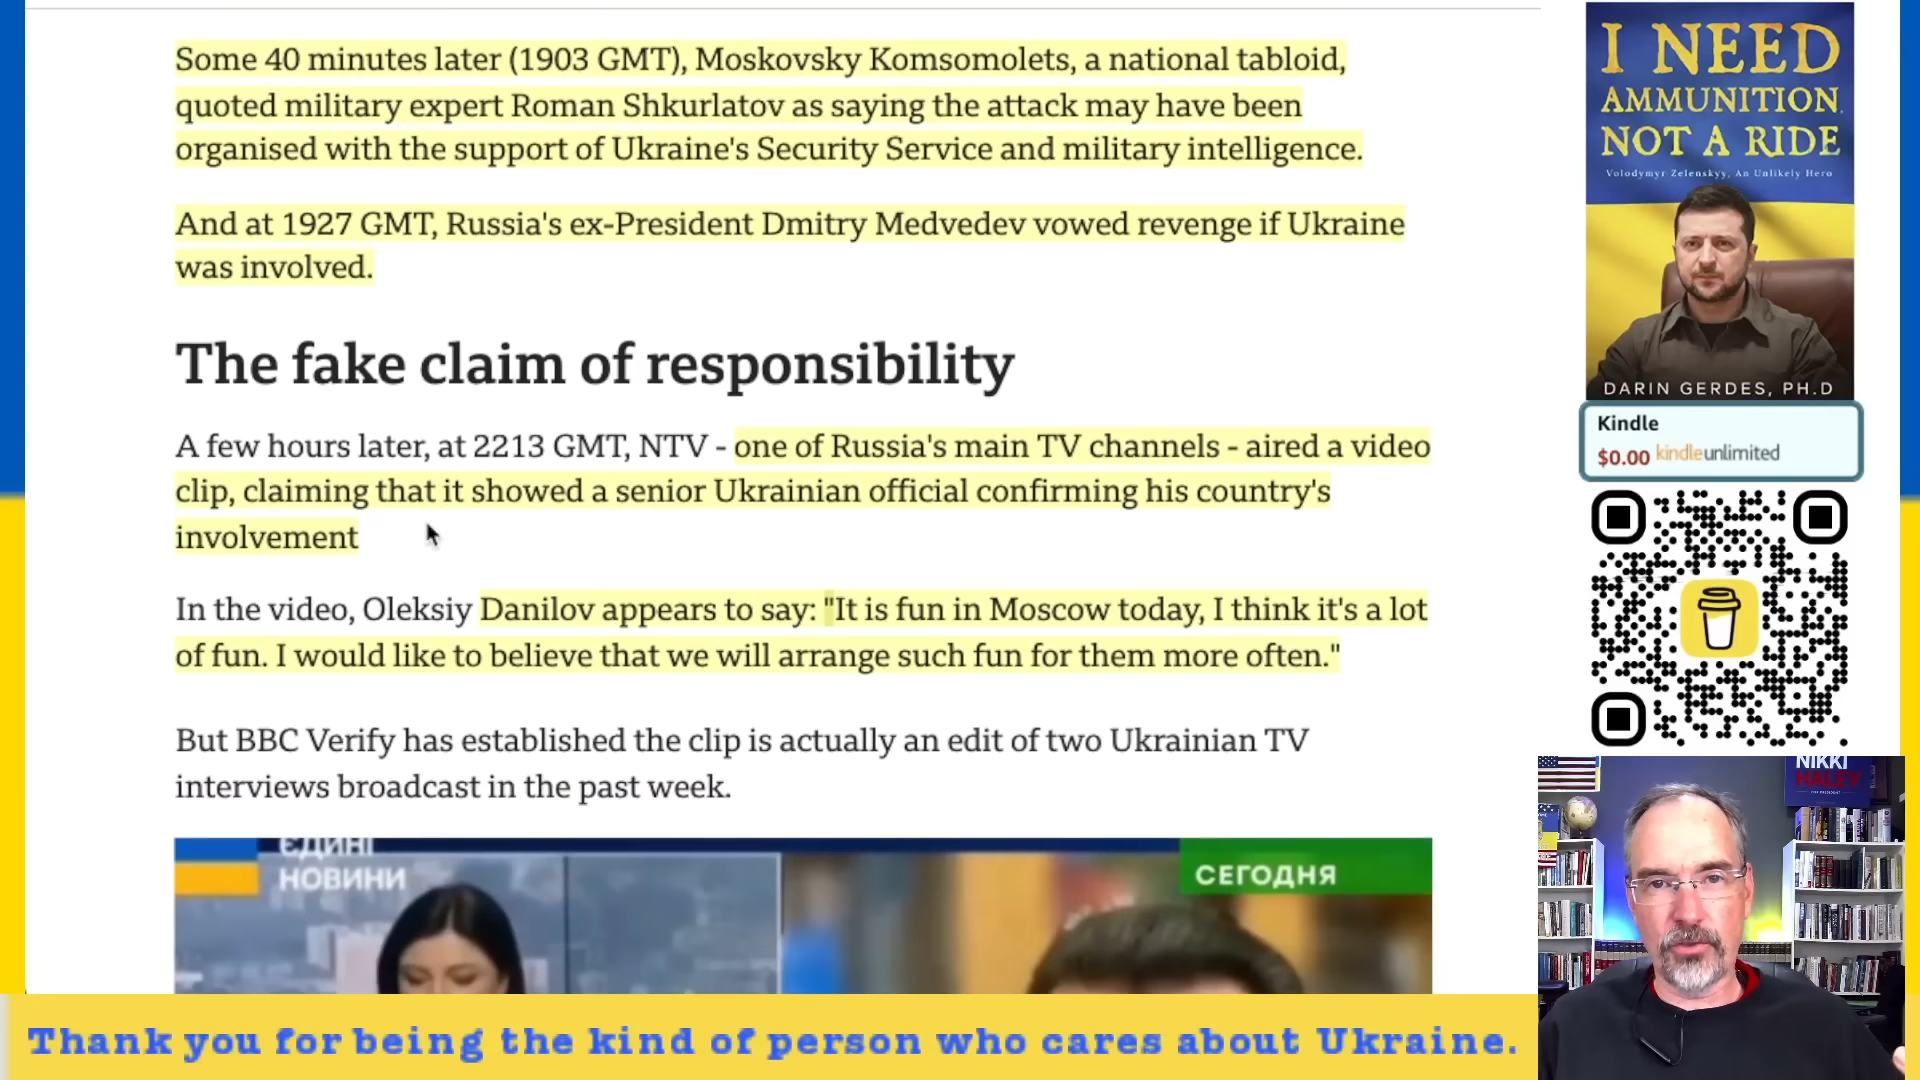 Some 40 minutes later (1903 GMT), Moskovsky Komsomolets, a national tabloid,
quoted military expert Roman Shkurlatov as saying the attack may have been
organised with the support of Ukraine's Security Service and military intelligence.
And at 1927 GMT, Russia's ex-President Dmitry Medvedev vowed revenge if Ukraine
was involved.
The fake claim of responsibility
A few hours later, at 2213 GMT, NTV - one of Russia's main TV channels - aired a video
clip, claiming that it showed a senior Ukrainian official confirming his country's
involvement
In the video, Oleksiy Danilov appears to say: "It is fun in Moscow today, I think it's a lot
of fun. I would like to believe that we will arrange such fun for them more often."
But BBC Verify has established the clip is actually an edit of two Ukrainian TV
interviews broadcast in the past week.
ЄДИНІ
НОВИНИ
СЕГОДНЯ
I NEED
AMMUNITION,
NOT A RIDE
Volodymyr Zelenskyy, An Unlikely Hero
DARIN GERDES, PH.D
Kindle
$0.00 kindleunlimited
NIKKI
HALEY
Thank you for being the kind of person who cares about Ukraine.